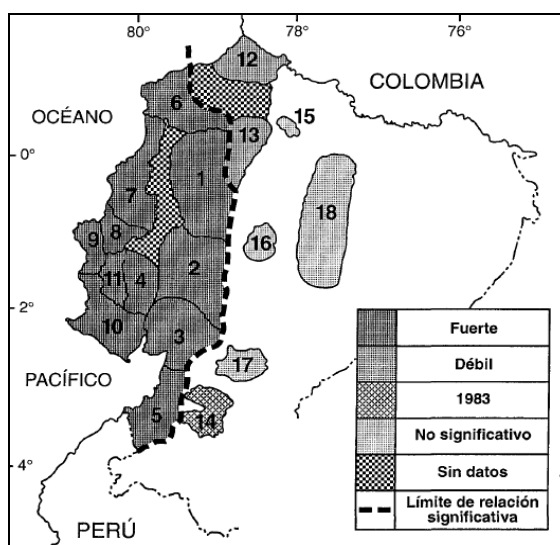 80°
78°
76°
12
COLOMBIA
OCÉANO
6
15
13
0°
1
7
18
8
9
16
11
4
2
10
2°
3
17
PACÍFICO
5
14
4°
PERÚ
Fuerte
Débil
1983
No significativo
Sin datos
Límite de relación
significativa